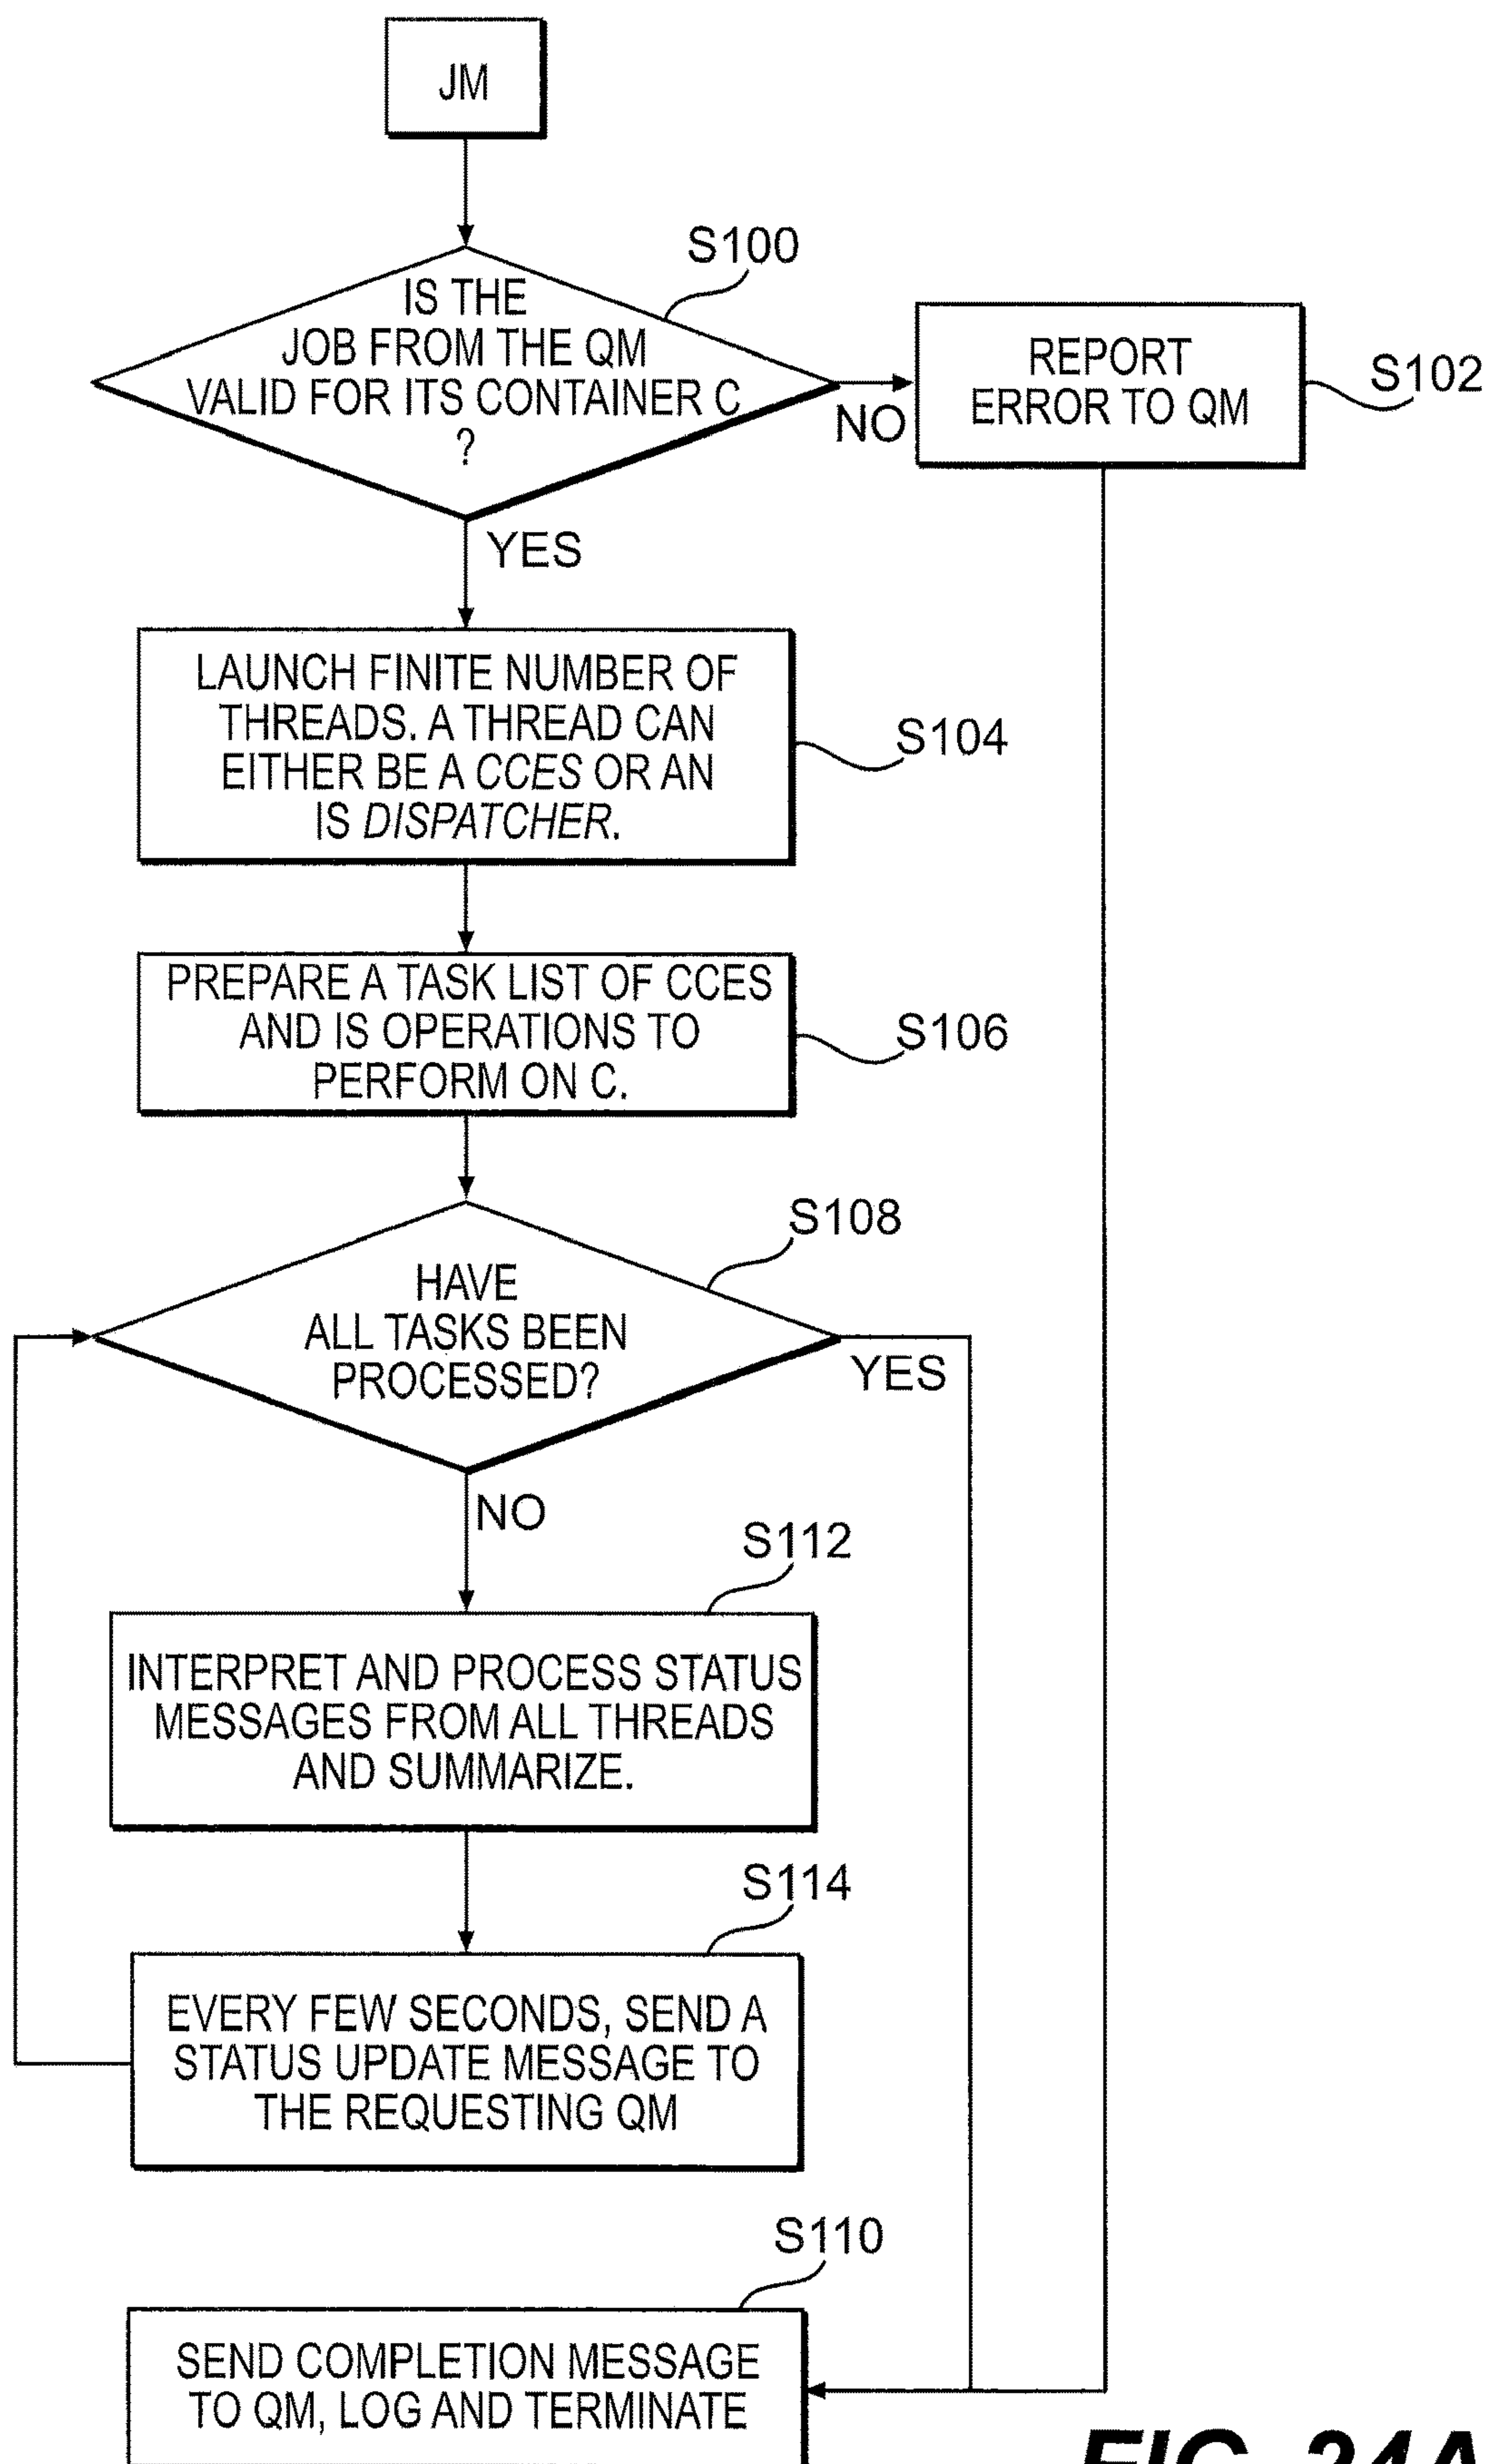 JM
S100
IS THE
JOB FROM THE QM
VALID FOR ITS CONTAINER C
?
NO
REPORT
ERROR TO QM
S102
YES
LAUNCH FINITE NUMBER OF
THREADS. A THREAD CAN
EITHER BE A CCES OR AN
IS DISPATCHER.
S104
PREPARE A TASK LIST OF CCES
AND IS OPERATIONS TO
PERFORM ON C.
S106
S108
HAVE
ALL TASKS BEEN
PROCESSED?
YES
NO
S112
INTERPRET AND PROCESS STATUS
MESSAGES FROM ALL THREADS
AND SUMMARIZE.
S114
EVERY FEW SECONDS, SEND A
STATUS UPDATE MESSAGE TO
THE REQUESTING QM
S110
SEND COMPLETION MESSAGE
TO QM, LOG AND TERMINATE
FIG. 24A